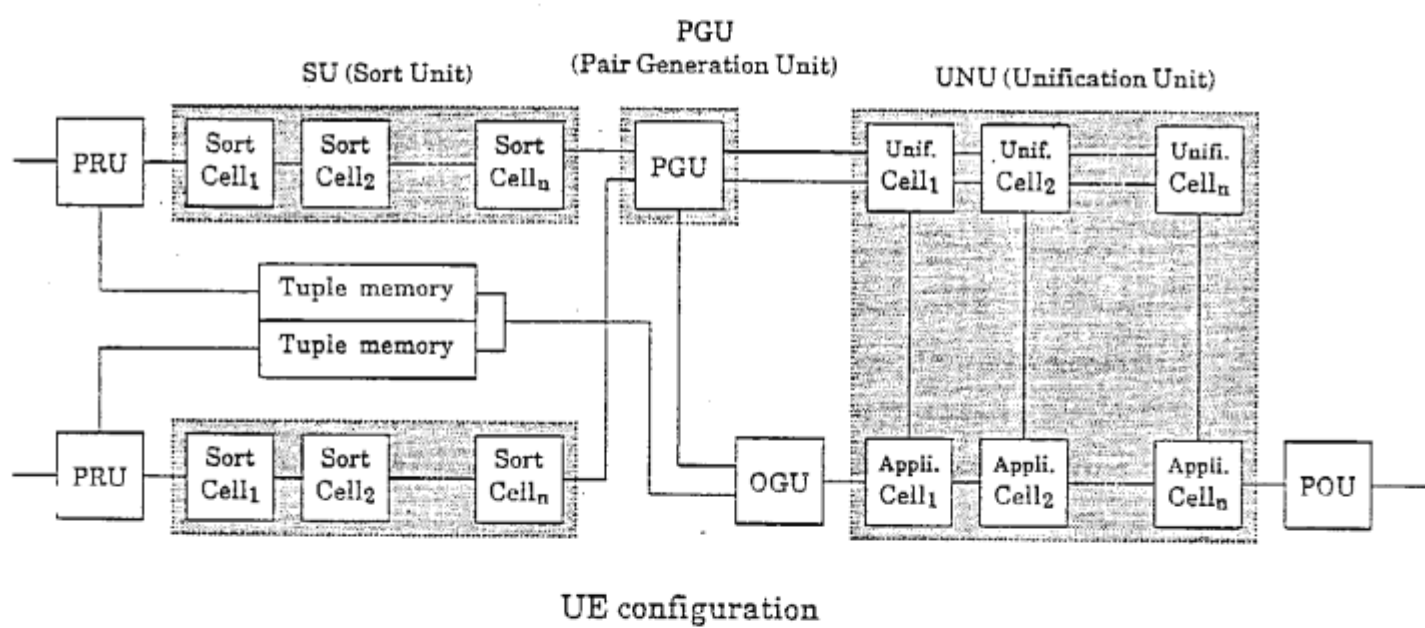 PGU
(Pair Generation Unit)
SU (Sort Unit)
UNU (Unification Unit)
PRU
Sort
Cell₁
Sort
Cell₂
Sort
Cellₙ
PGU
Unif.
Cell₁
Unif.
Cell₂
Unifi.
Cellₙ
Tuple memory
Tuple memory
PRU
Sort
Cell₁
Sort
Cell₂
Sort
Cellₙ
OGU
Appli.
Cell₁
Appli.
Cell₂
Appli.
Cellₙ
POU
UE configuration